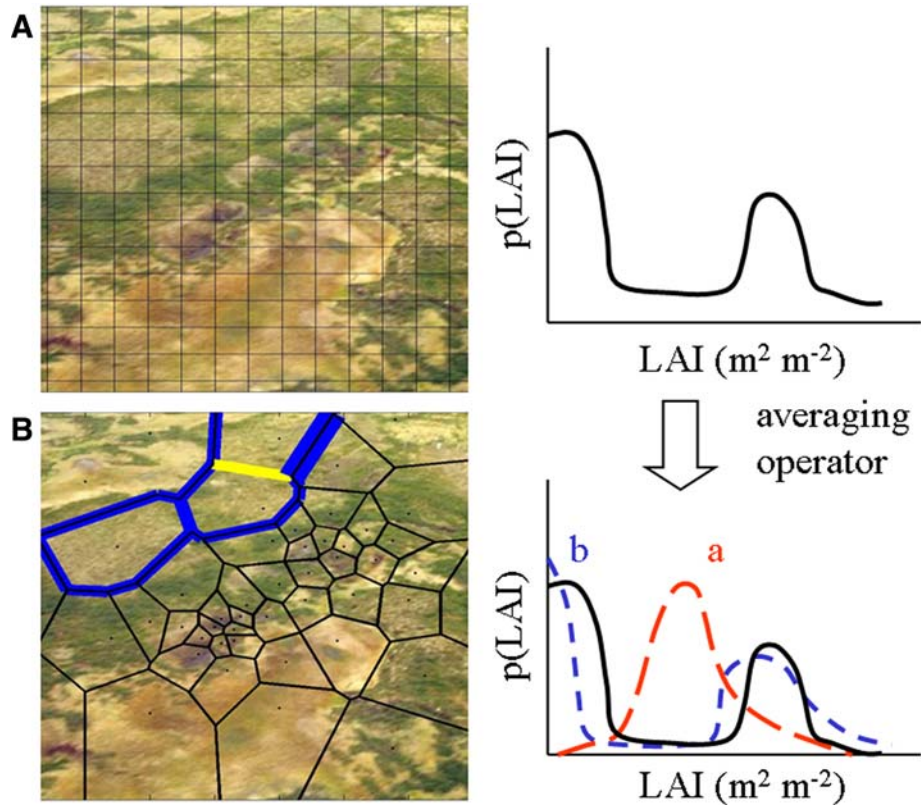 A
p(LAI)
LAI (m² m⁻²)
averaging
operator
B
b
a
p(LAI)
LAI (m² m⁻²)